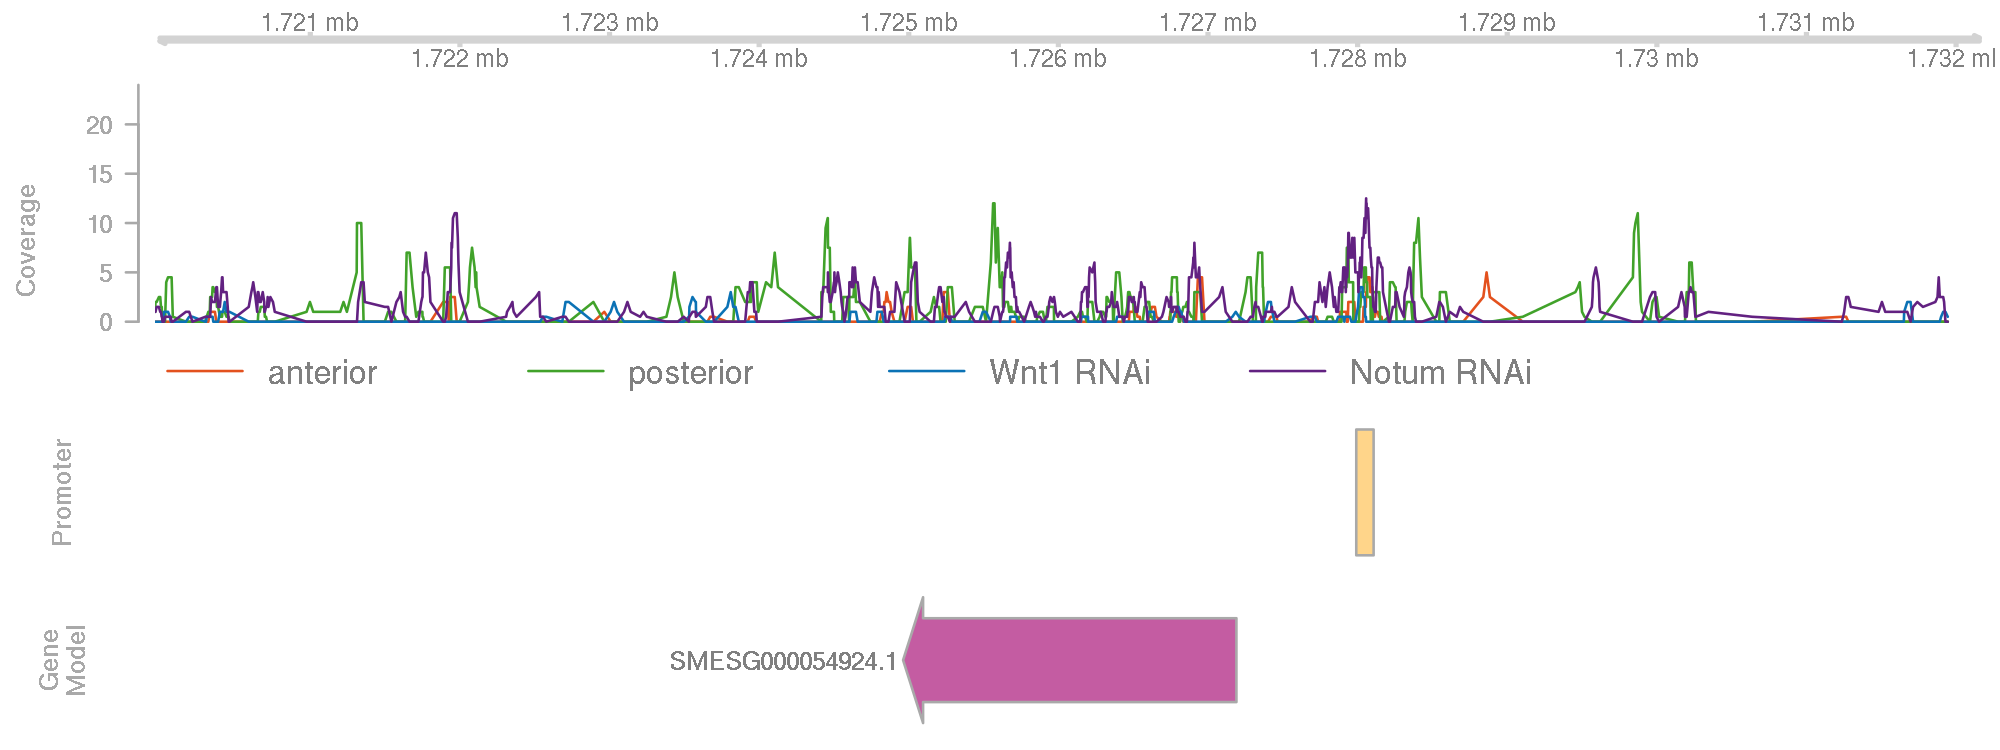 1.721 mb 1.723 mb 1.725 mb 1.727 mb 1.729 mb 1.731 mb
1.722 mb 1.724 mb 1.726 mb 1.728 mb 1.73 mb 1.732 ml
Coverage
20
15
10
5
0
anterior posterior Wnt1 RNAi Notum RNAi
Promoter
Gene
Model
SMESG000054924.1